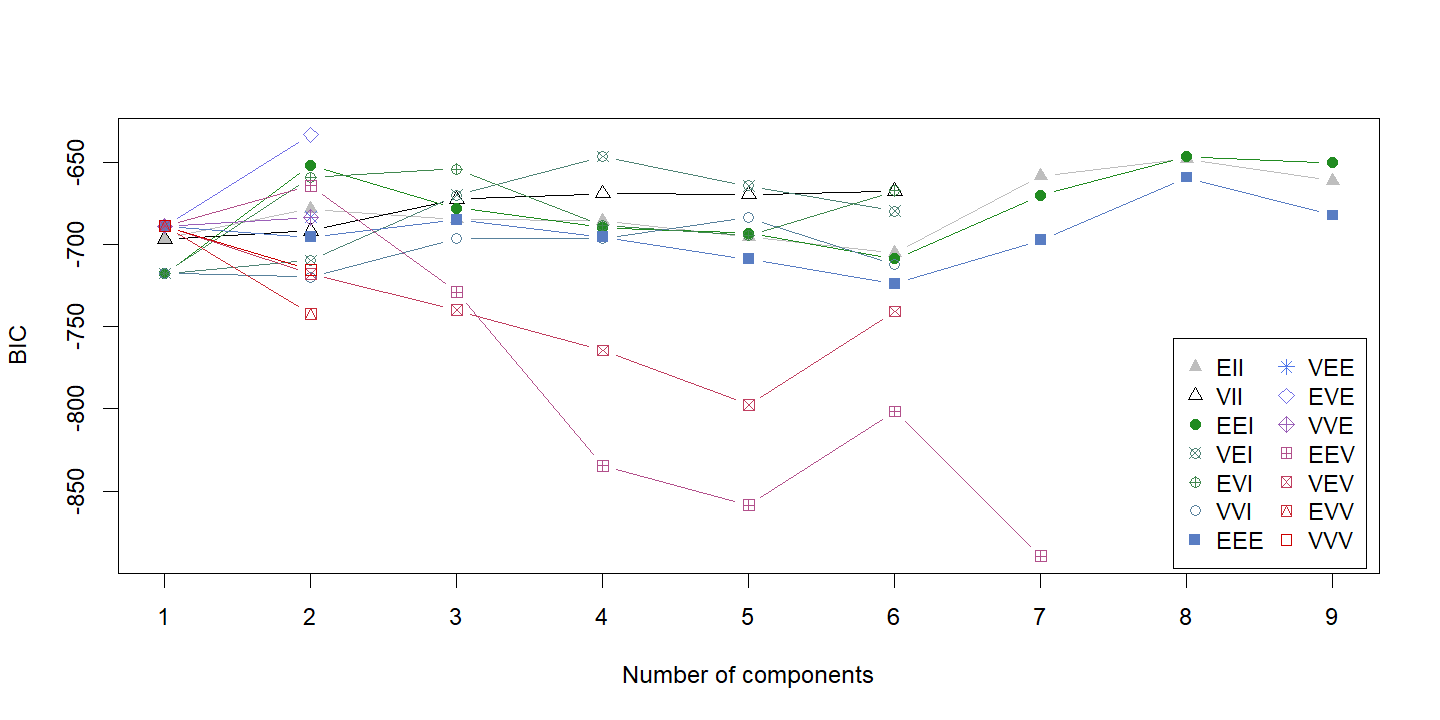 BIC
-650
-700
-750
-800
-850
1 2 3 4 5 6 7 8 9
Number of components
EII VEE
VII EVE
EEI VVE
VEI EEV
EVI VEV
VVI EVV
EEE VVV